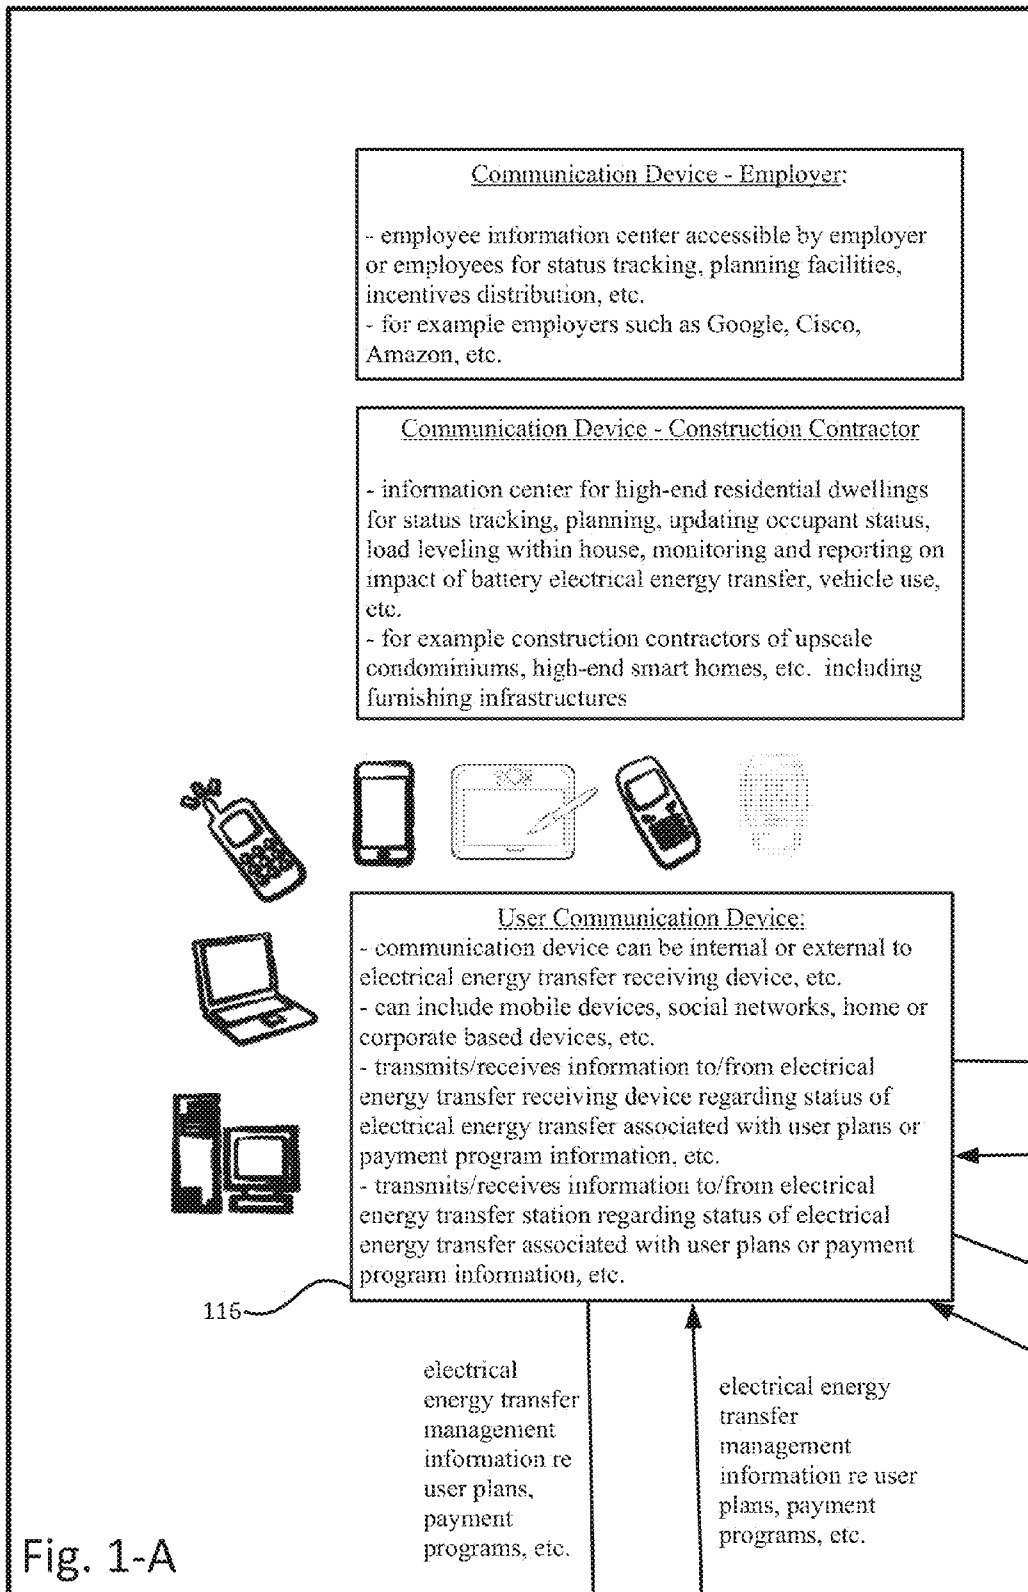 Communication Device - Employer:
- employee information center accessible by employer
or employees for status tracking, planning facilities,
incentives distribution, etc.
- for example employers such as Google, Cisco,
Amazon, etc.
Communication Device - Construction Contractor
- information center for high-end residential dwellings
for status tracking, planning, updating occupant status,
load leveling within house, monitoring and reporting on
impact of battery electrical energy transfer, vehicle use,
etc.
- for example construction contractors of upscale
condominiums, high-end smart homes, etc. including
furnishing infrastructures
User Communication Device:
- communication device can be internal or external to
electrical energy transfer receiving device, etc.
- can include mobile devices, social networks, home or
corporate based devices, etc.
- transmits/receives information to/from electrical
energy transfer receiving device regarding status of
electrical energy transfer associated with user plans or
payment program information, etc.
- transmits/receives information to/from electrical
energy transfer station regarding status of electrical
energy transfer associated with user plans or payment
program information, etc.
116
electrical
energy transfer
management
information re
user plans,
payment
programs, etc.
electrical energy
transfer
management
information re user
plans, payment
programs, etc.
Fig. 1-A